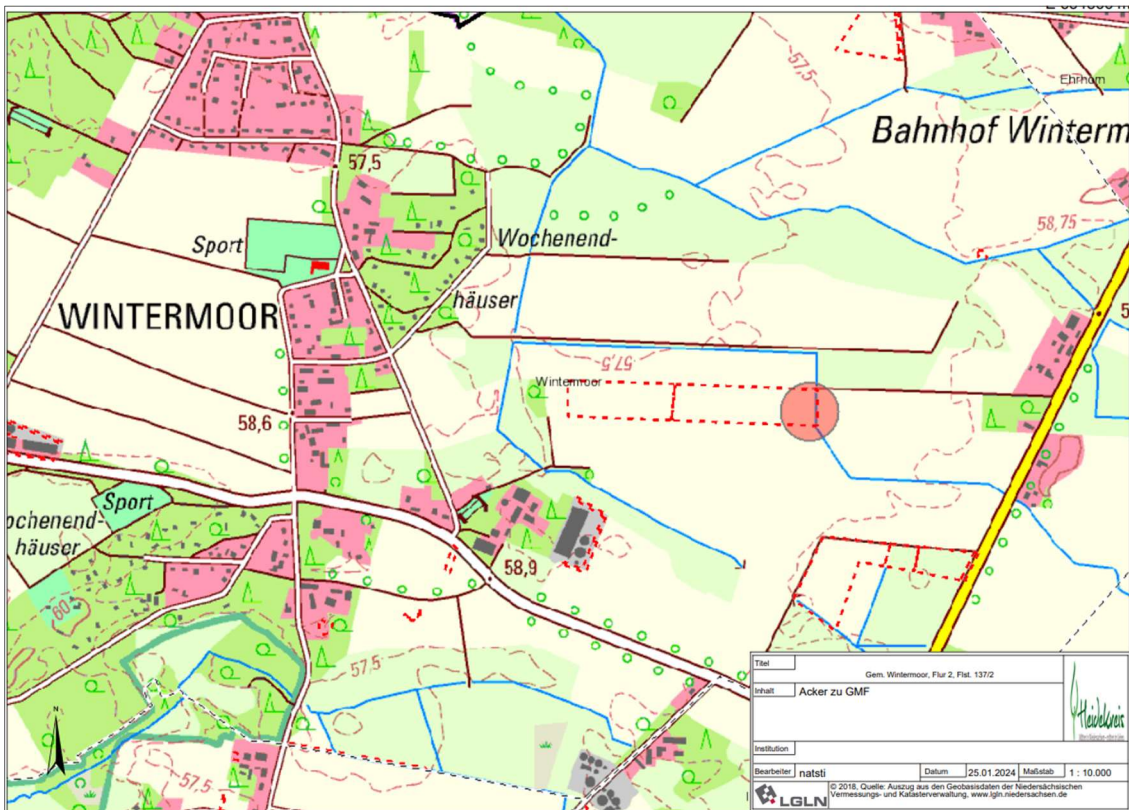 57,5
Ehrhorn
Bahnhof Winterm
57,5
58,75
Sport
Wochenend-
häuser
WINTERMOOR
5
57,5
Wintermoor
58,6
Sport
ochenend-
häuser
58,9
60
57,5
57,5
N
Titel
Gem. Wintermoor, Flur 2, Flst. 137/2
Inhalt
Acker zu GMF
Heidekreis
Institution
Bearbeiter
natsti
Datum
25.01.2024
Maßstab
1 : 10.000
LGLN
© 2018, Quelle: Auszug aus den Geobasisdaten der Niedersächsischen
Vermessungs- und Katasterverwaltung, www.lgln.niedersachsen.de